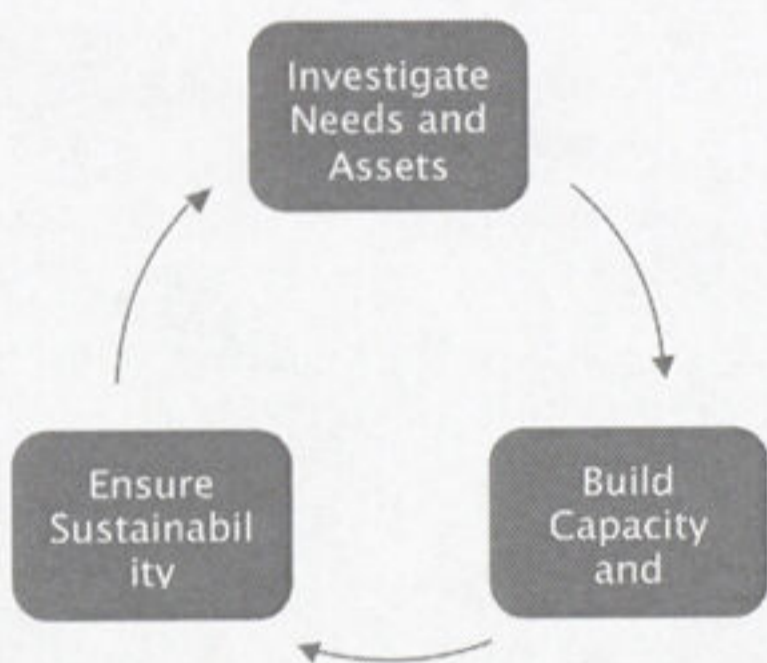 Investigate
Needs and
Assets
Build
Capacity
and
Ensure
Sustainabil
ity